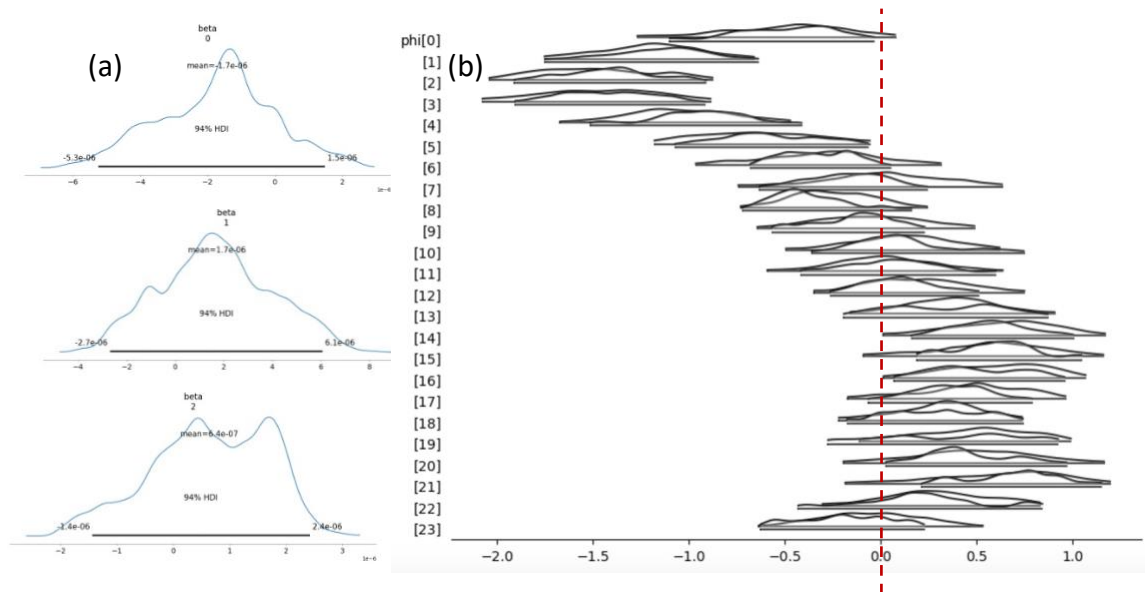 (a)
beta
0
mean=-1.7e-06
94% HDI
-5.3e-06
1.5e-06
−6 −4 −2 0 2
beta
1
mean=1.7e-06
94% HDI
-2.7e-06
6.1e-06
−4 −2 0 2 4 6 8
beta
2
mean=6.4e-07
94% HDI
-1.4e-06
2.4e-06
−2 −1 0 1 2 3
1e−6
(b)
phi[0]
[1]
[2]
[3]
[4]
[5]
[6]
[7]
[8]
[9]
[10]
[11]
[12]
[13]
[14]
[15]
[16]
[17]
[18]
[19]
[20]
[21]
[22]
[23]
−2.0 −1.5 −1.0 −0.5 0.0 0.5 1.0